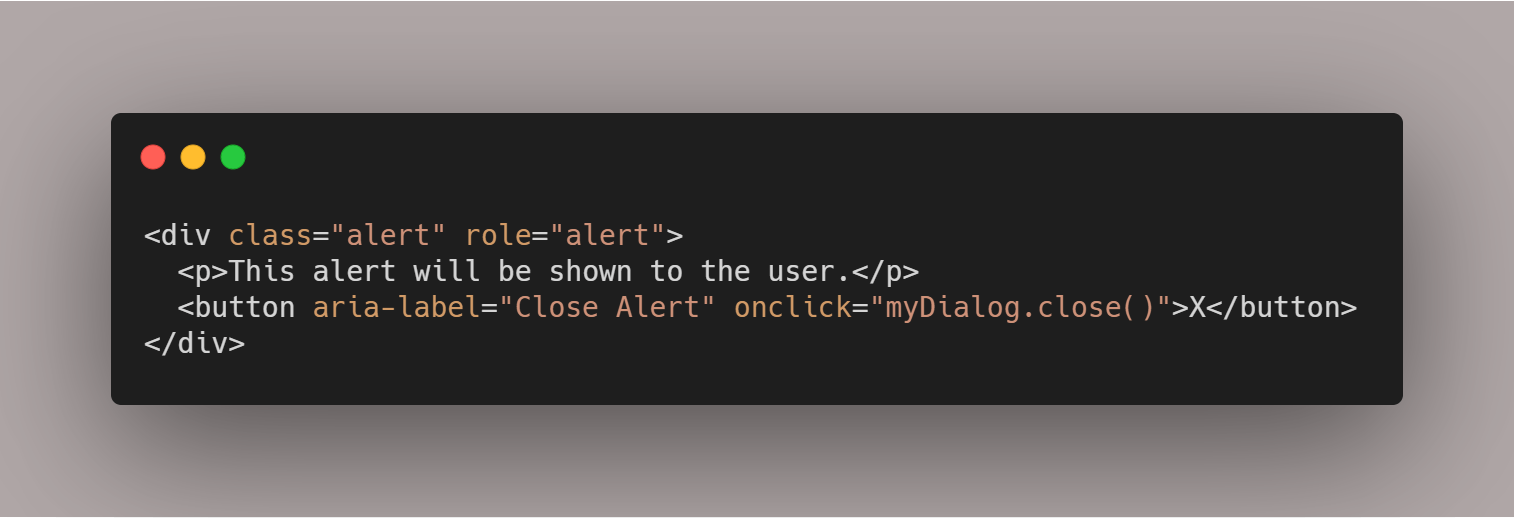 <div class="alert" role="alert">
  <p>This alert will be shown to the user.</p>
  <button aria-label="Close Alert" onclick="myDialog.close()">X</button>
</div>